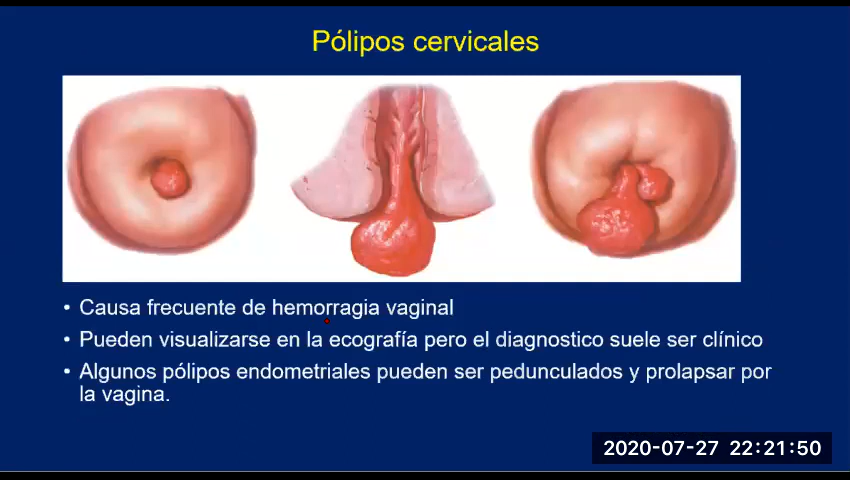 Pólipos cervicales
• Causa frecuente de hemorragia vaginal
• Pueden visualizarse en la ecografía pero el diagnostico suele ser clínico
• Algunos pólipos endometriales pueden ser pedunculados y prolapsar por
la vagina.
2020-07-27 22:21:50